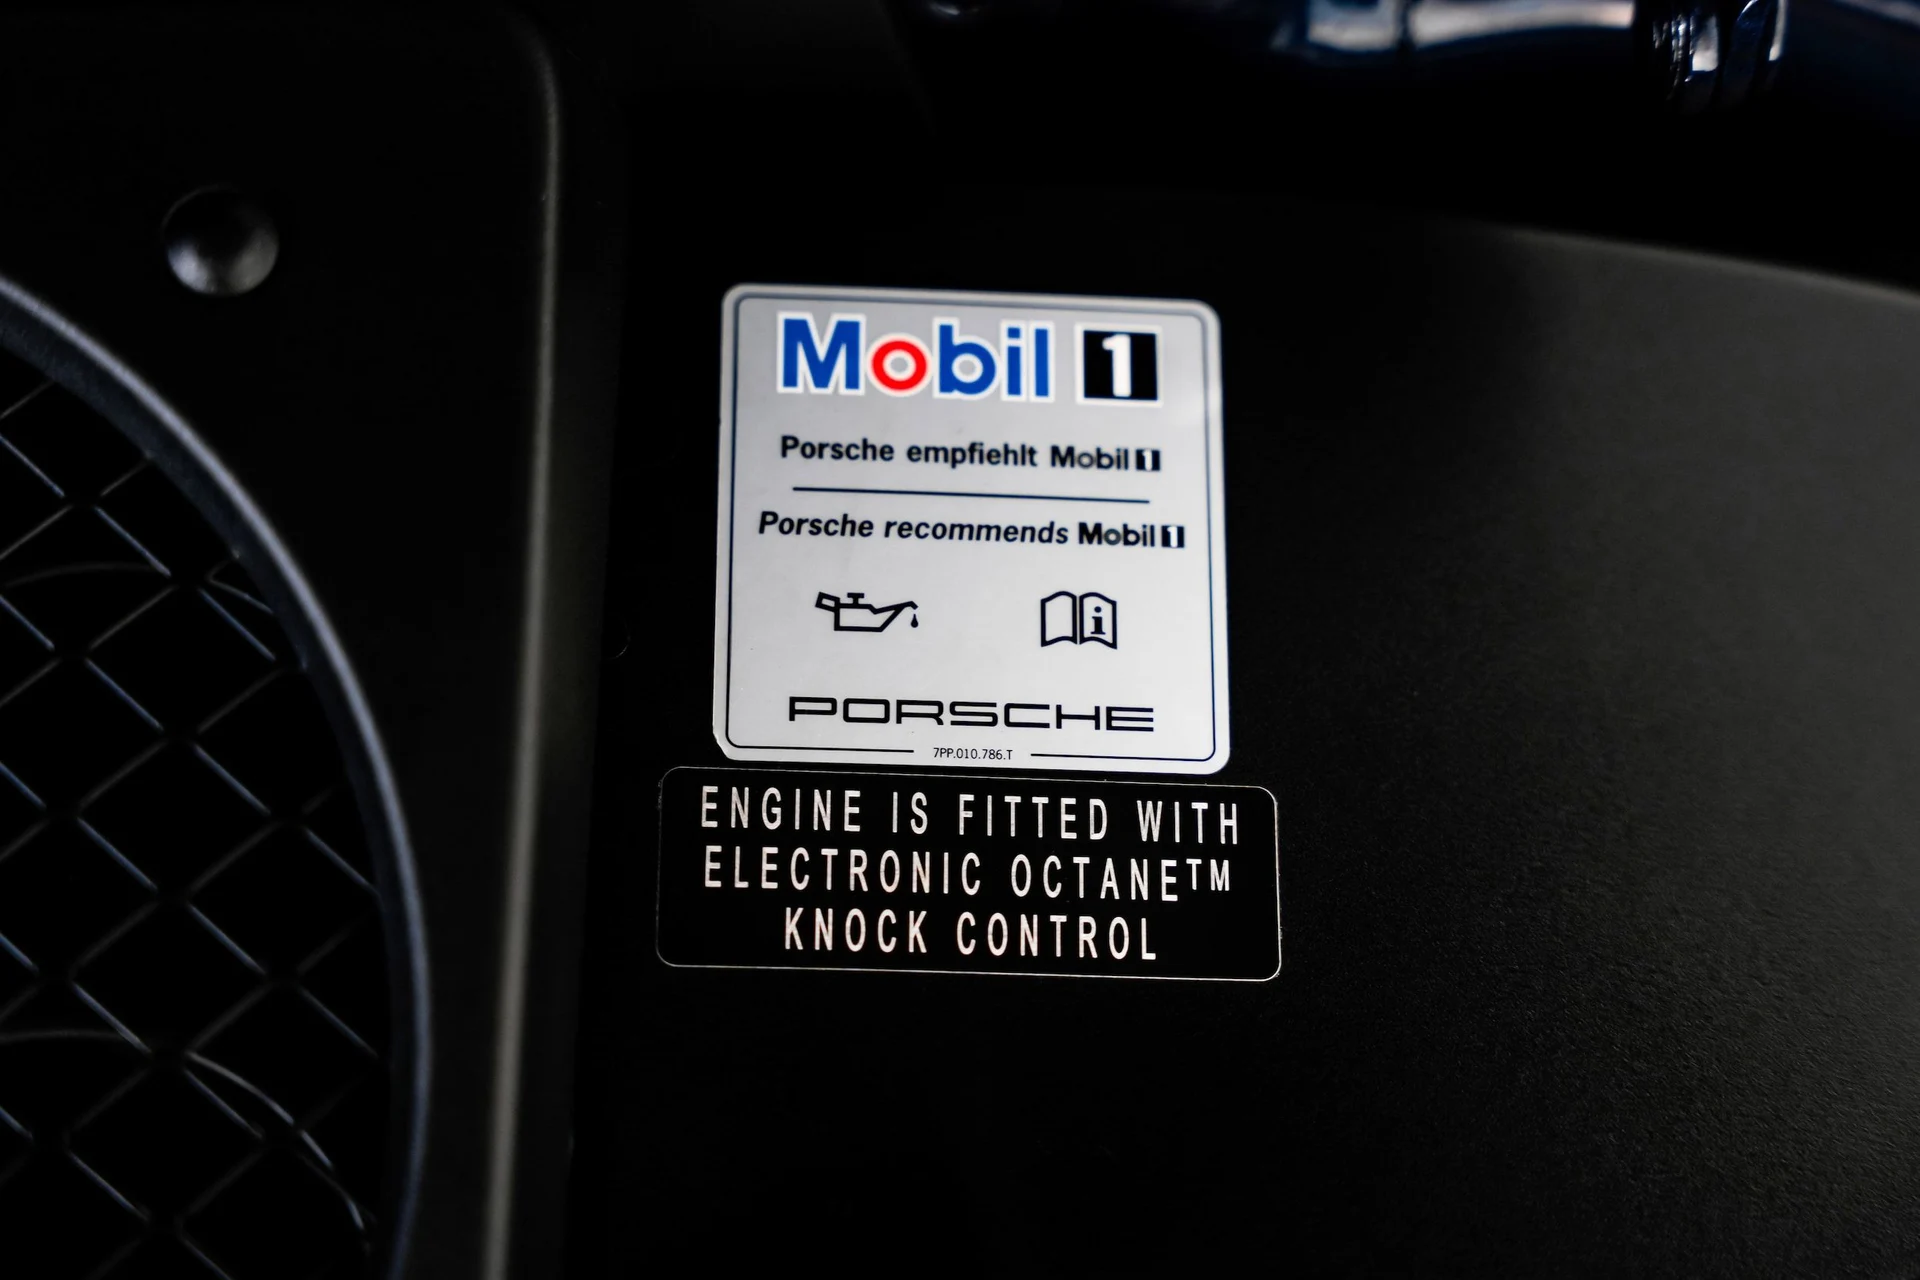 Mobil 1
Porsche empfiehlt Mobil 1
Porsche recommends Mobil 1
i
PORSCHE
7PP.010.786.T
ENGINE IS FITTED WITH
ELECTRONIC OCTANE™
KNOCK CONTROL